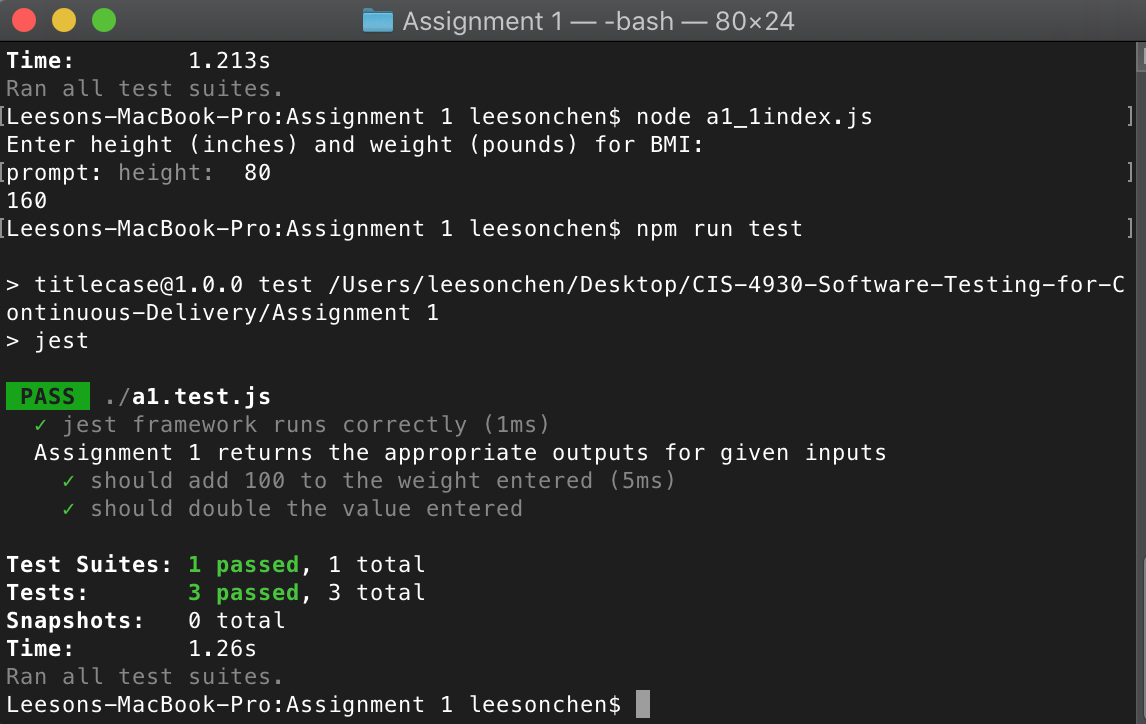 Assignment 1 — -bash — 80×24
Time:        1.213s
Ran all test suites.
[Leesons-MacBook-Pro:Assignment 1 leesonchen$ node a1_1index.js ]
Enter height (inches) and weight (pounds) for BMI:
[prompt: height:  80 ]
160
[Leesons-MacBook-Pro:Assignment 1 leesonchen$ npm run test ]
> titlecase@1.0.0 test /Users/leesonchen/Desktop/CIS-4930-Software-Testing-for-C
ontinuous-Delivery/Assignment 1
> jest
PASS ./a1.test.js
✓ jest framework runs correctly (1ms)
Assignment 1 returns the appropriate outputs for given inputs
✓ should add 100 to the weight entered (5ms)
✓ should double the value entered
Test Suites: 1 passed, 1 total
Tests:       3 passed, 3 total
Snapshots:   0 total
Time:        1.26s
Ran all test suites.
Leesons-MacBook-Pro:Assignment 1 leesonchen$